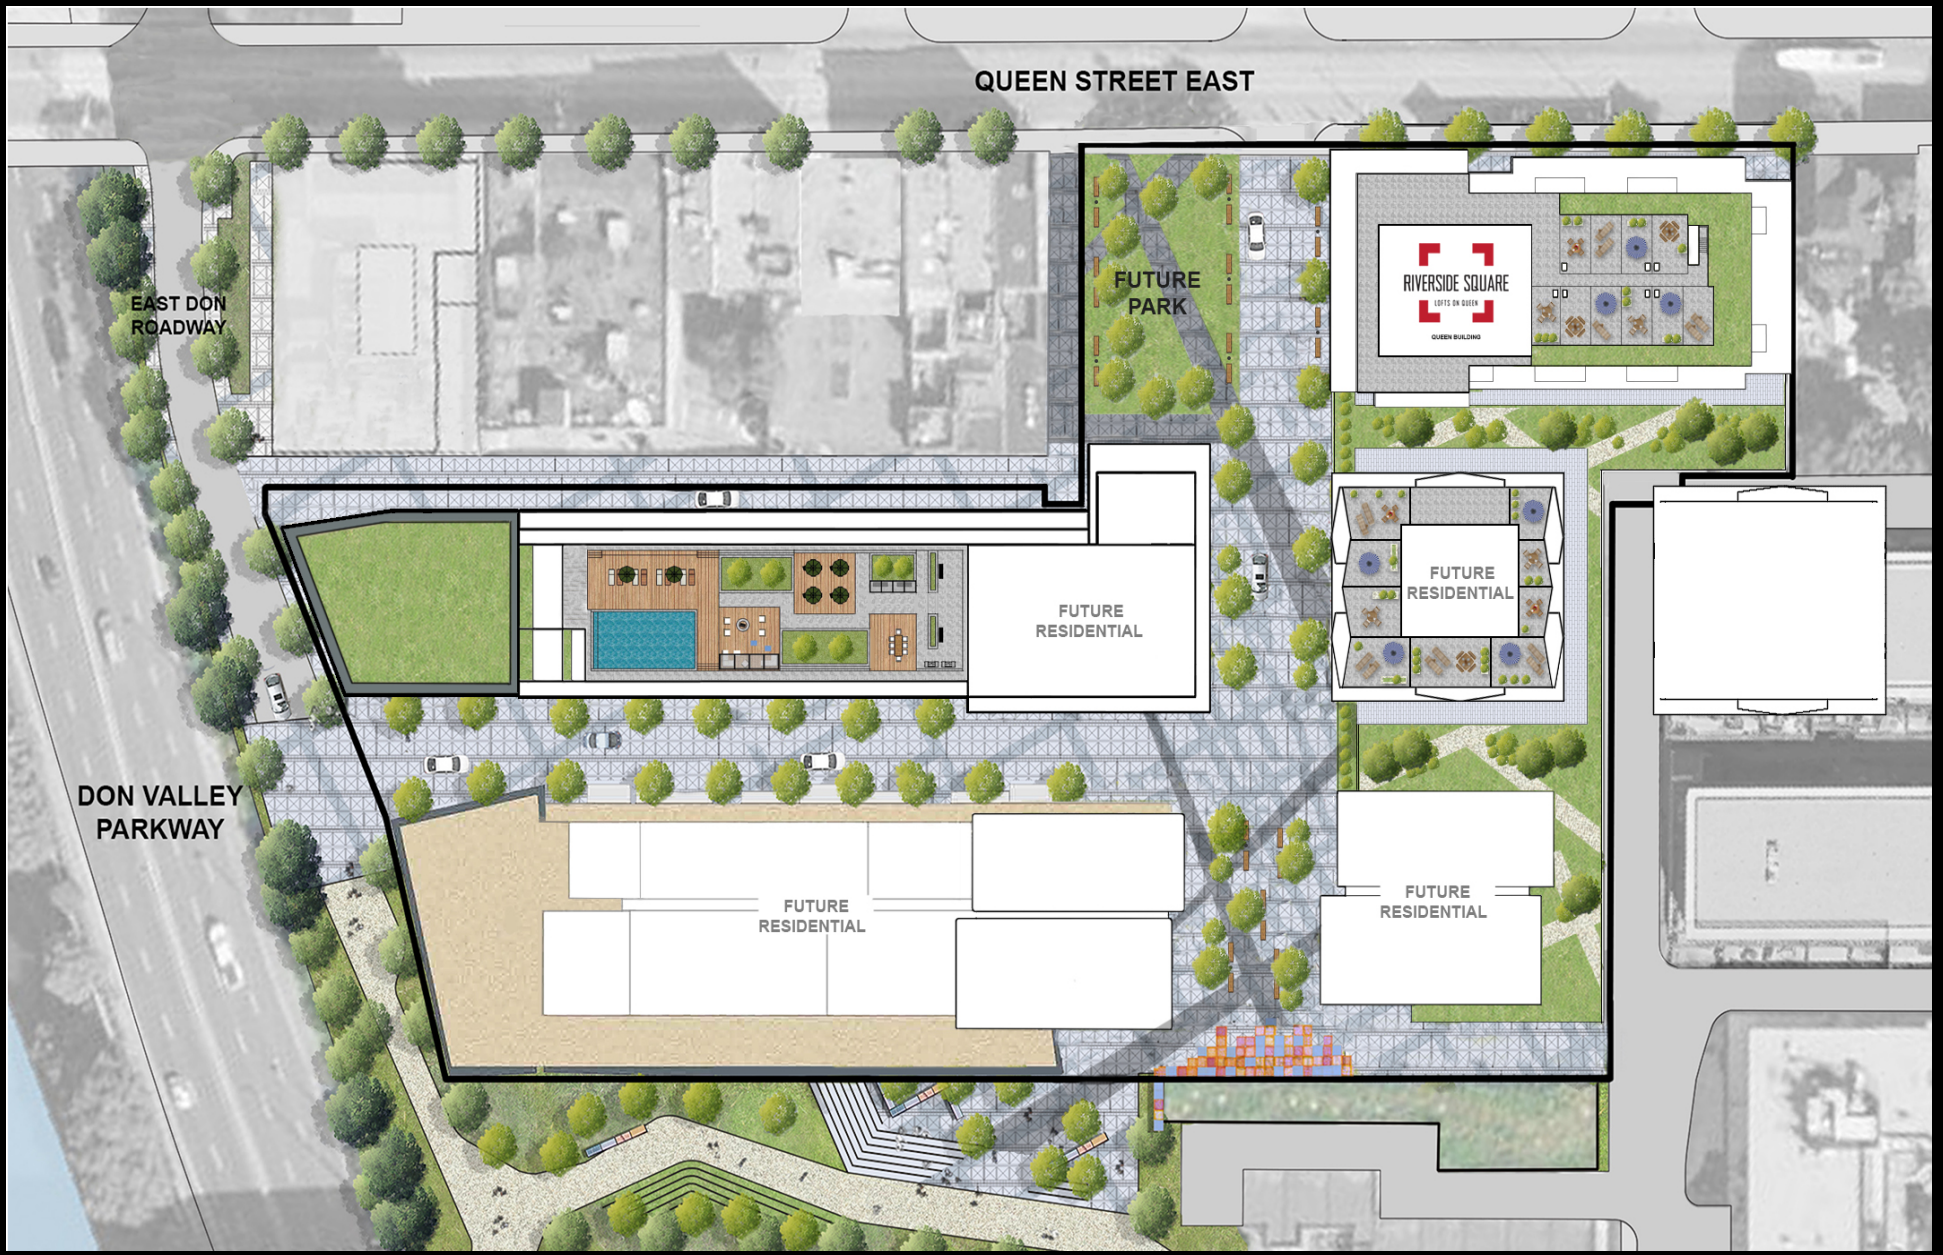 QUEEN STREET EAST
EAST DON
ROADWAY
FUTURE
PARK
RIVERSIDE SQUARE
LOFTS ON QUEEN
QUEEN BUILDING
FUTURE
RESIDENTIAL
FUTURE
RESIDENTIAL
DON VALLEY
PARKWAY
FUTURE
RESIDENTIAL
FUTURE
RESIDENTIAL